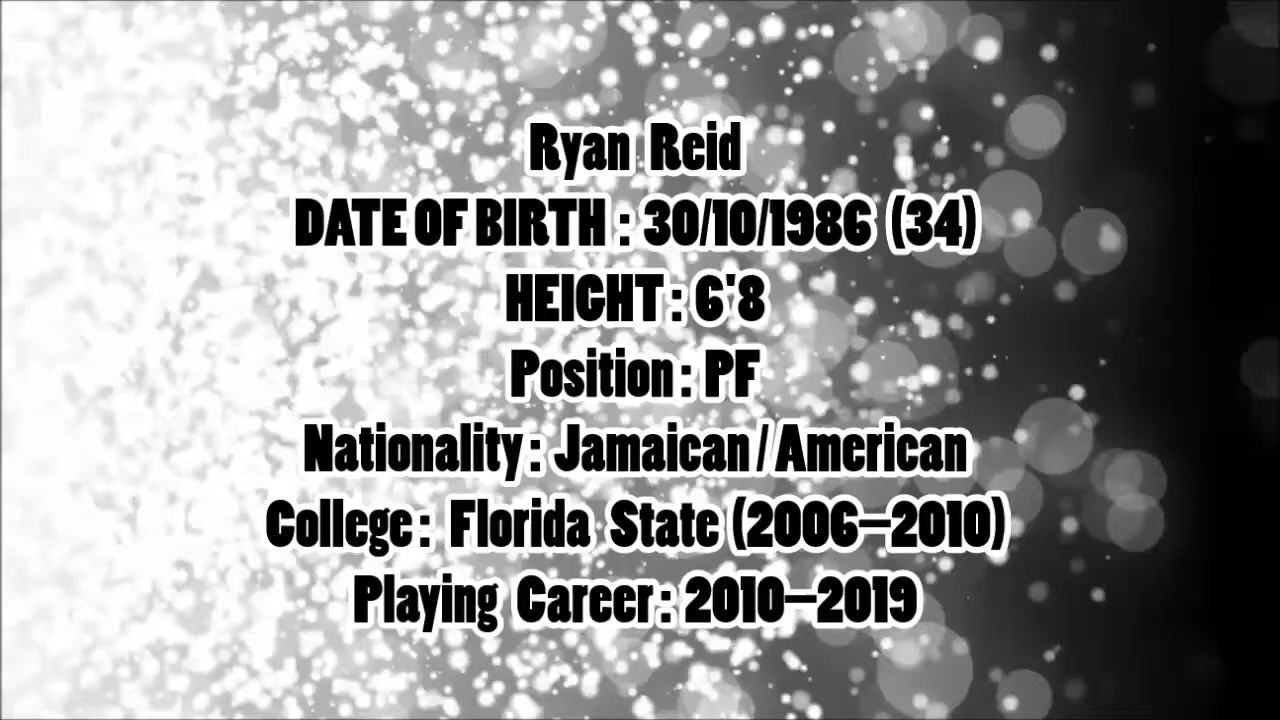 Ryan Reid
DATE OF BIRTH : 30/10/1986 (34)
HEIGHT : 6'8
Position : PF
Nationality : Jamaican / American
College : Florida State (2006–2010)
Playing Career : 2010–2019